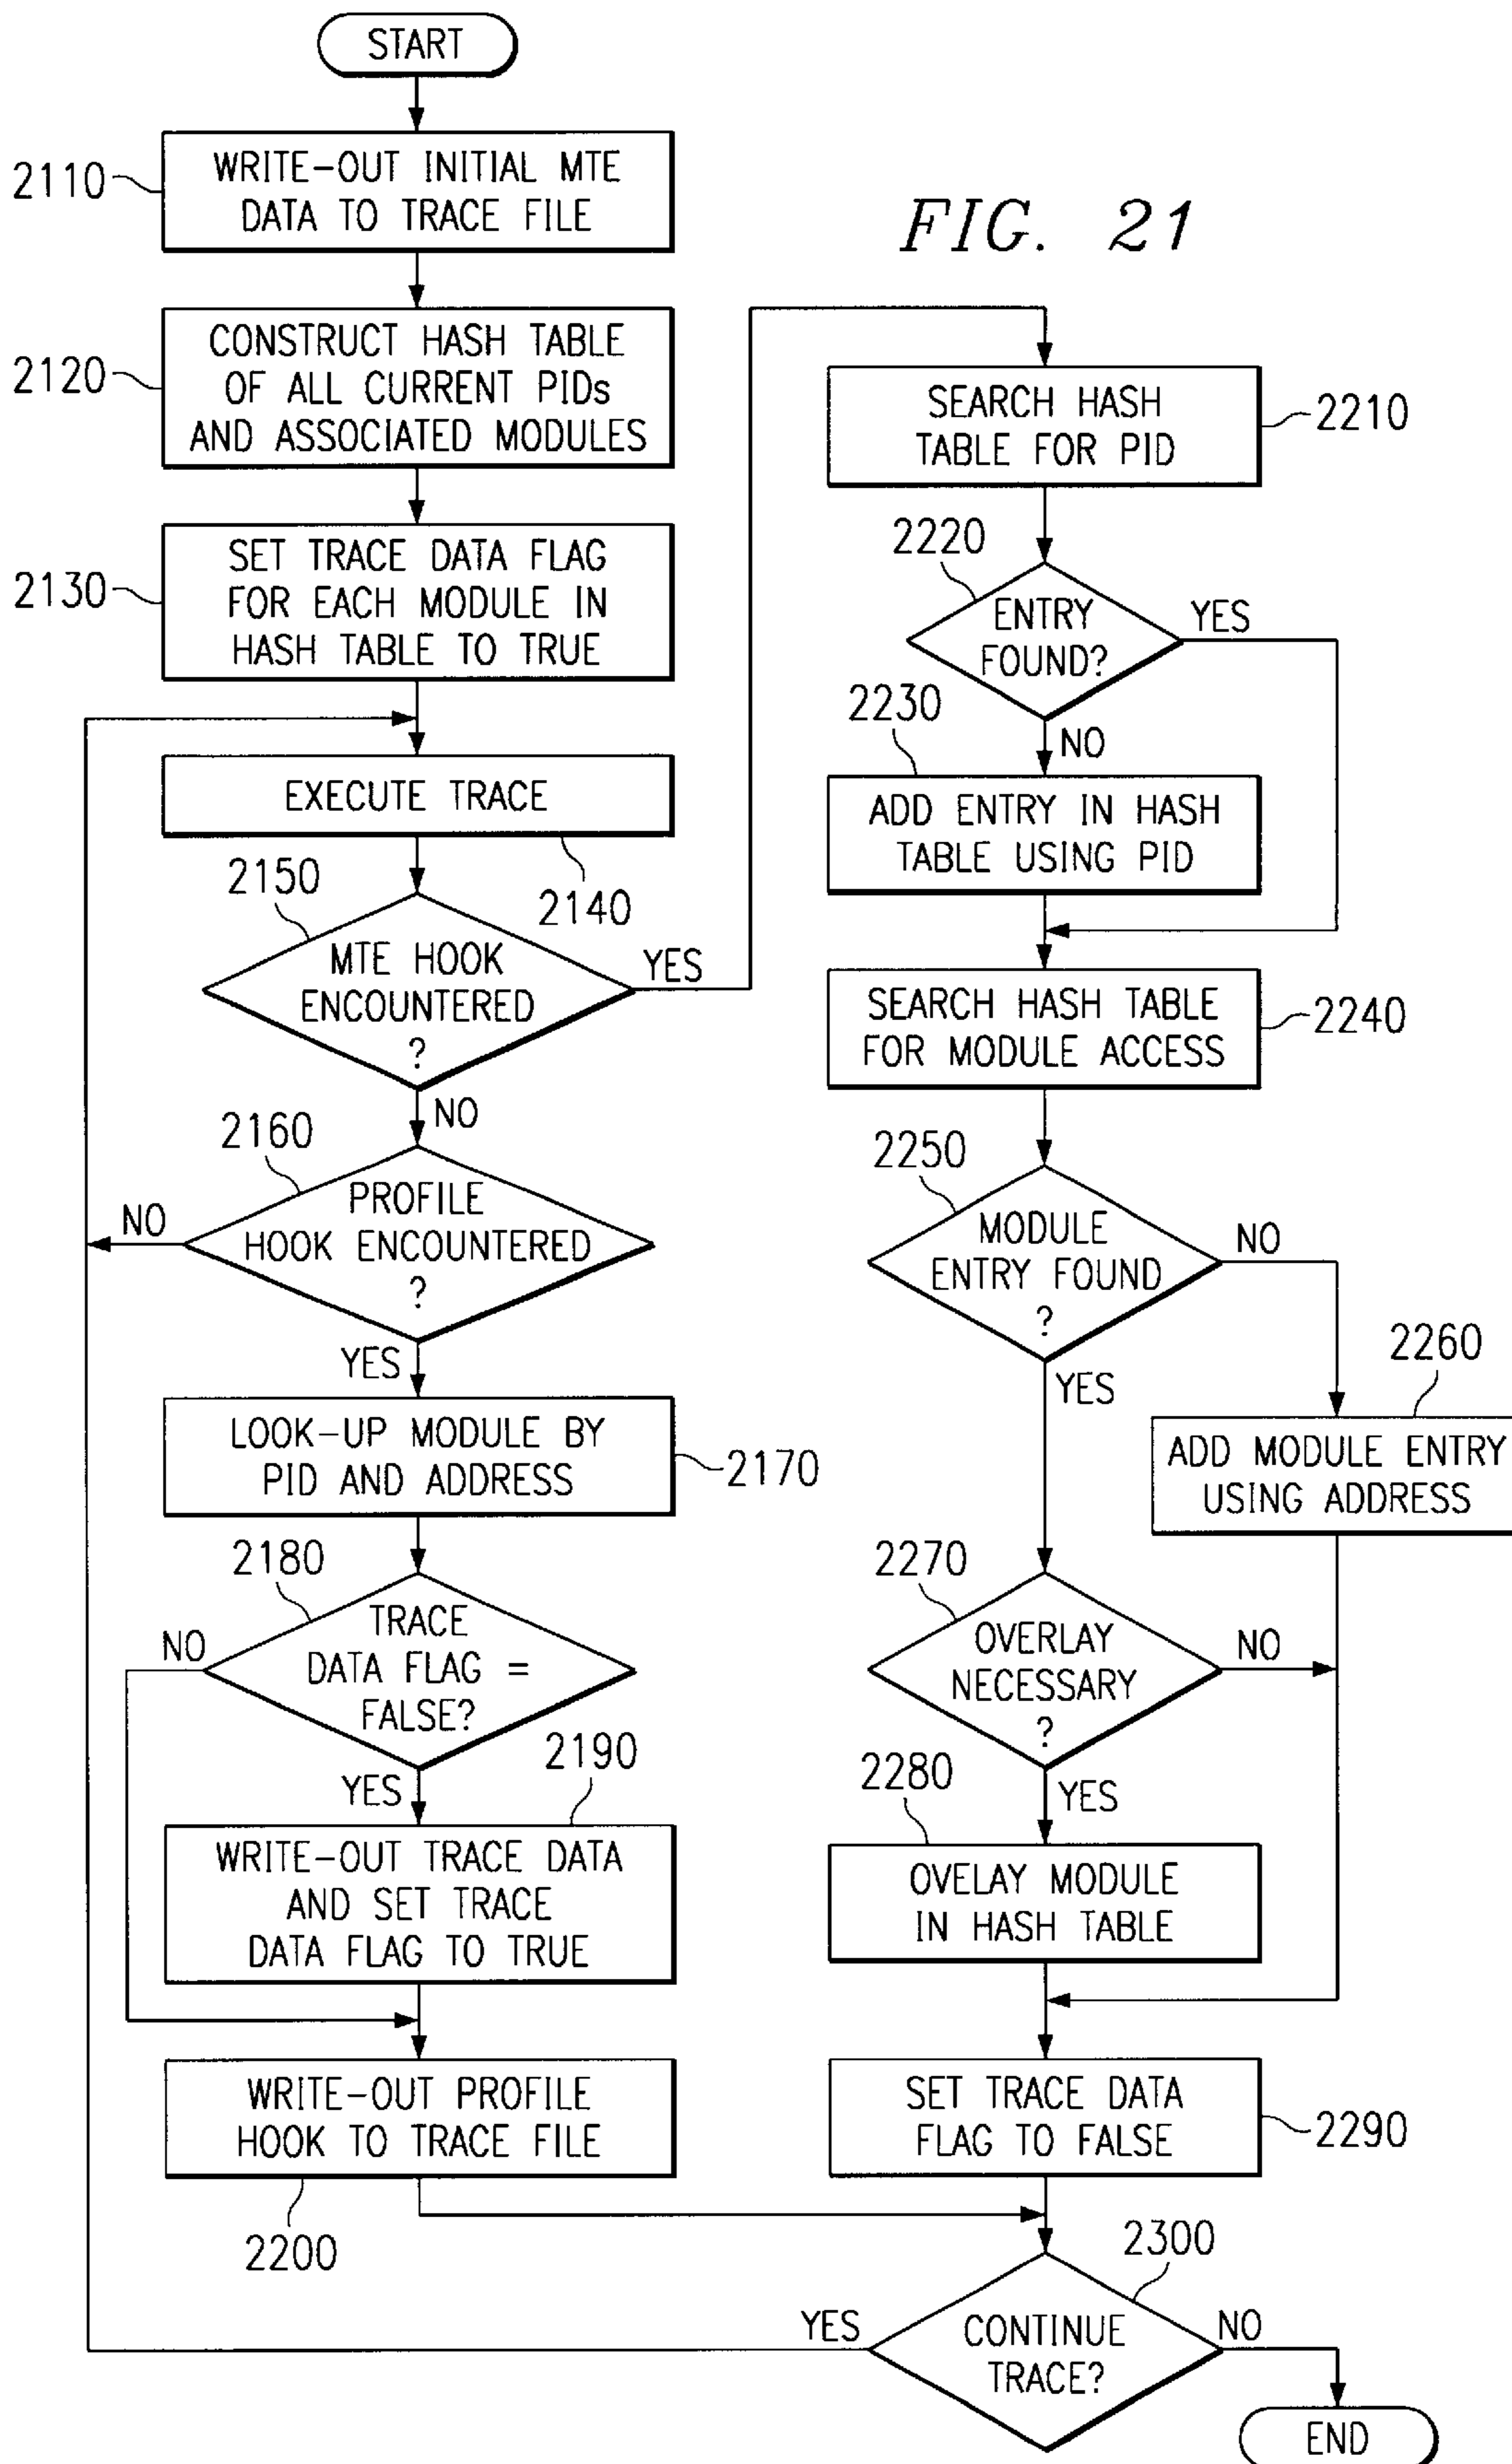 START
2110
WRITE-OUT INITIAL MTE
DATA TO TRACE FILE
FIG. 21
2120
CONSTRUCT HASH TABLE
OF ALL CURRENT PIDs
AND ASSOCIATED MODULES
2130
SET TRACE DATA FLAG
FOR EACH MODULE IN
HASH TABLE TO TRUE
EXECUTE TRACE
2140
2150
MTE HOOK
ENCOUNTERED
?
YES
NO
2160
PROFILE
HOOK ENCOUNTERED
?
NO
YES
LOOK-UP MODULE BY
PID AND ADDRESS
2170
2180
TRACE
DATA FLAG =
FALSE?
NO
YES
2190
WRITE-OUT TRACE DATA
AND SET TRACE
DATA FLAG TO TRUE
WRITE-OUT PROFILE
HOOK TO TRACE FILE
2200
SEARCH HASH
TABLE FOR PID
2210
2220
ENTRY
FOUND?
YES
NO
2230
ADD ENTRY IN HASH
TABLE USING PID
SEARCH HASH TABLE
FOR MODULE ACCESS
2240
2250
MODULE
ENTRY FOUND
?
NO
YES
2260
ADD MODULE ENTRY
USING ADDRESS
2270
OVERLAY
NECESSARY
?
NO
YES
2280
OVELAY MODULE
IN HASH TABLE
SET TRACE DATA
FLAG TO FALSE
2290
2300
CONTINUE
TRACE?
YES
NO
END